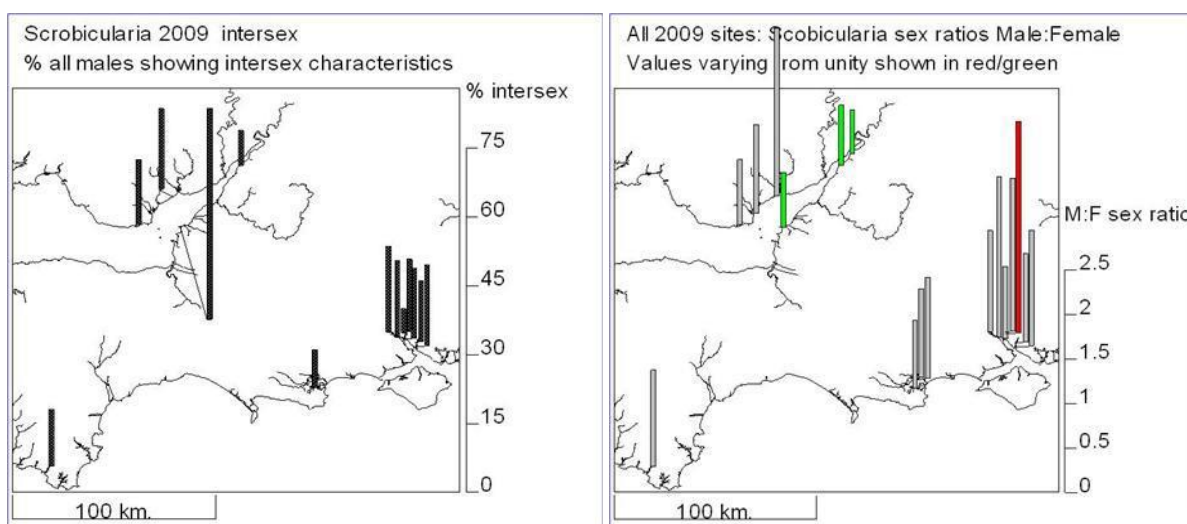 Scrobicularia 2009 intersex
% all males showing intersex characteristics
% intersex
75
60
45
30
15
0
100 km.
All 2009 sites: Scobicularia sex ratios Male:Female
Values varying from unity shown in red/green
M:F sex ratio
2.5
2
1.5
1
0.5
0
100 km.